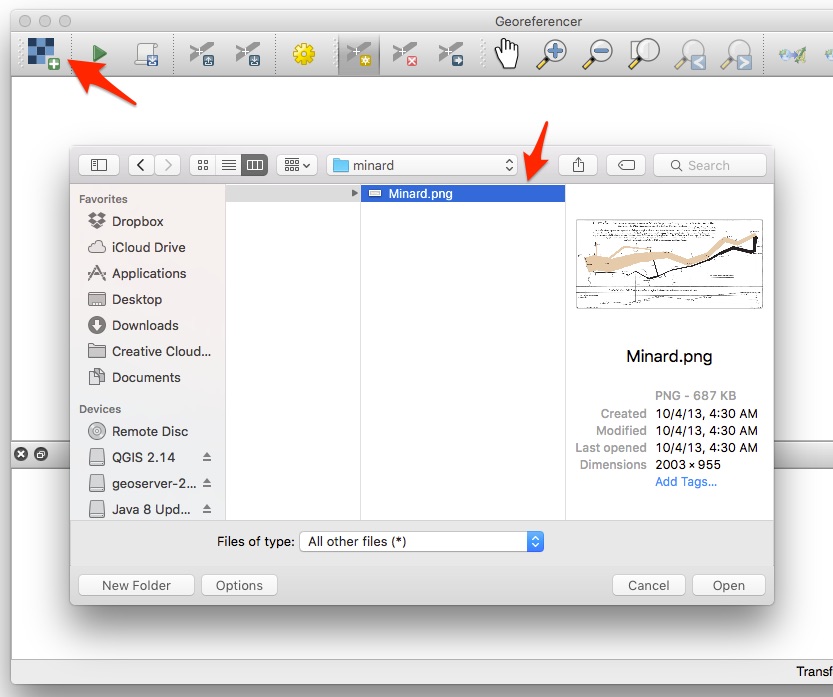 Georeferencer
minard
Search
Favorites
Dropbox
iCloud Drive
Applications
Desktop
Downloads
Creative Cloud...
Documents
Devices
Remote Disc
QGIS 2.14
geoserver-2...
Java 8 Upd...
Minard.png
Minard.png
PNG - 687 KB
Created 10/4/13, 4:30 AM
Modified 10/4/13, 4:30 AM
Last opened 10/4/13, 4:30 AM
Dimensions 2003 × 955
Add Tags...
Files of type: All other files (*)
New Folder Options Cancel Open
Transf